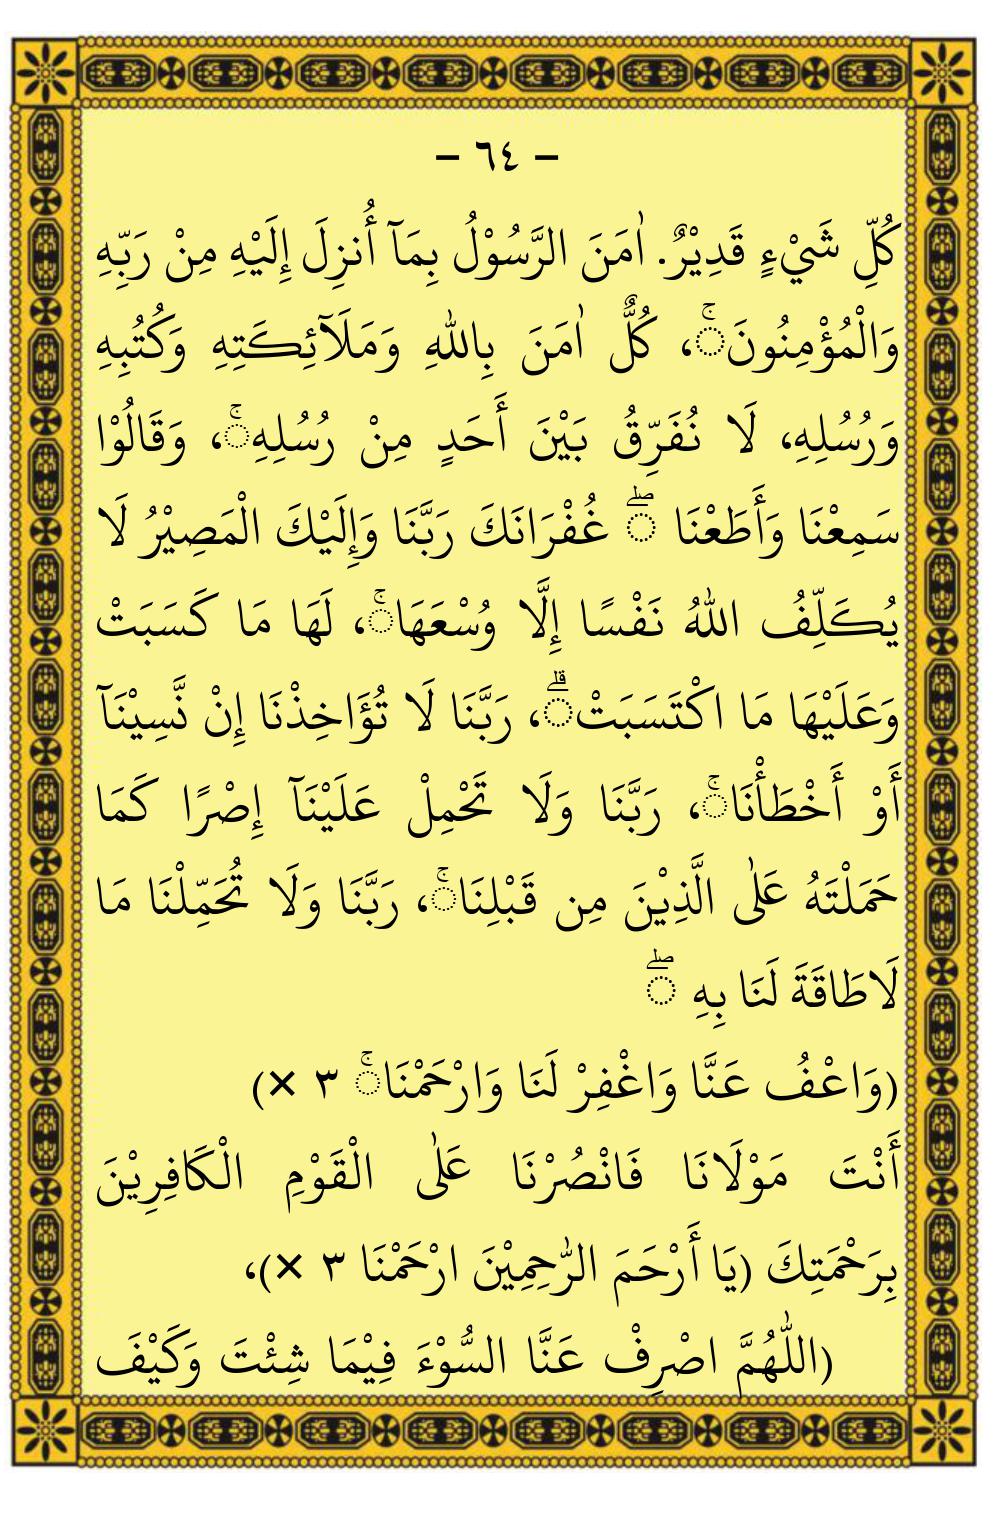 – ٦٤ –
كُلِّ شَيْءٍ قَدِيْرٌ. اٰمَنَ الرَّسُوْلُ بِمَآ أُنزِلَ إِلَيْهِ مِنْ رَبِّهِ
وَالْمُؤْمِنُونَۚ، كُلٌّ اٰمَنَ بِاللهِ وَمَلَآئِكَتِهِ وَكُتُبِهِ
وَرُسُلِهِ، لَا نُفَرِّقُ بَيْنَ أَحَدٍ مِنْ رُسُلِهِۚ، وَقَالُوْا
سَمِعْنَا وَأَطَعْنَا ۖ غُفْرَانَكَ رَبَّنَا وَإِلَيْكَ الْمَصِيْرُ لَا
يُكَلِّفُ اللهُ نَفْسًا إِلَّا وُسْعَهَاۚ، لَهَا مَا كَسَبَتْ
وَعَلَيْهَا مَا اكْتَسَبَتْۗ، رَبَّنَا لَا تُؤَاخِذْنَا إِنْ نَّسِيْنَآ
أَوْ أَخْطَأْنَاۚ، رَبَّنَا وَلَا تَحْمِلْ عَلَيْنَآ إِصْرًا كَمَا
حَمَلْتَهُ عَلٰى الَّذِيْنَ مِن قَبْلِنَاۚ، رَبَّنَا وَلَا تُحَمِّلْنَا مَا
لَاطَاقَةَ لَنَا بِهِ ۖ
(وَاعْفُ عَنَّا وَاغْفِرْ لَنَا وَارْحَمْنَاۚ ٣ ×)
أَنْتَ مَوْلَانَا فَانْصُرْنَا عَلٰى الْقَوْمِ الْكَافِرِيْنَ
بِرَحْمَتِكَ (يَا أَرْحَمَ الرّٰحِمِيْنَ ارْحَمْنَا ٣ ×)،
(اللّٰهُمَّ اصْرِفْ عَنَّا السُّوْءَ فِيْمَا شِئْتَ وَكَيْفَ